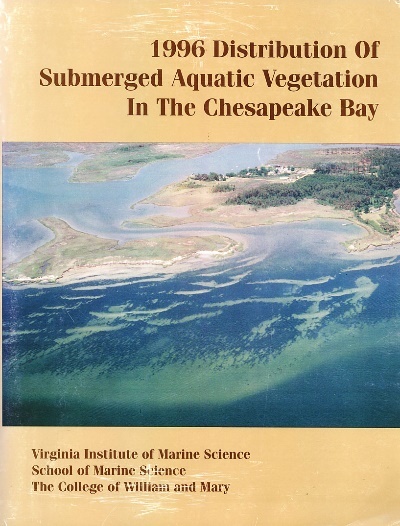 1996 Distribution Of
Submerged Aquatic Vegetation
In The Chesapeake Bay
Virginia Institute of Marine Science
School of Marine Science
The College of William and Mary